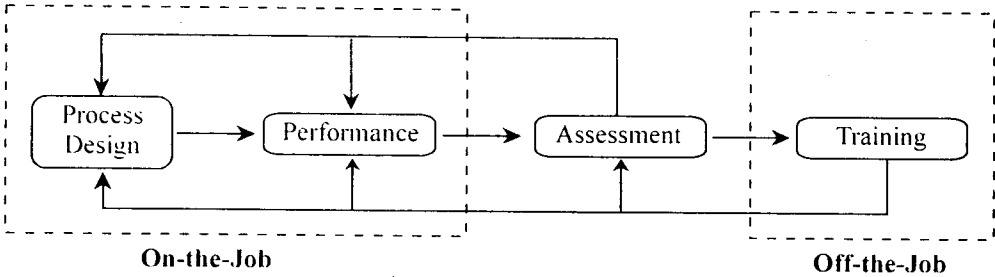 Process
Design
Performance
Assessment
Training
On-the-Job
Off-the-Job